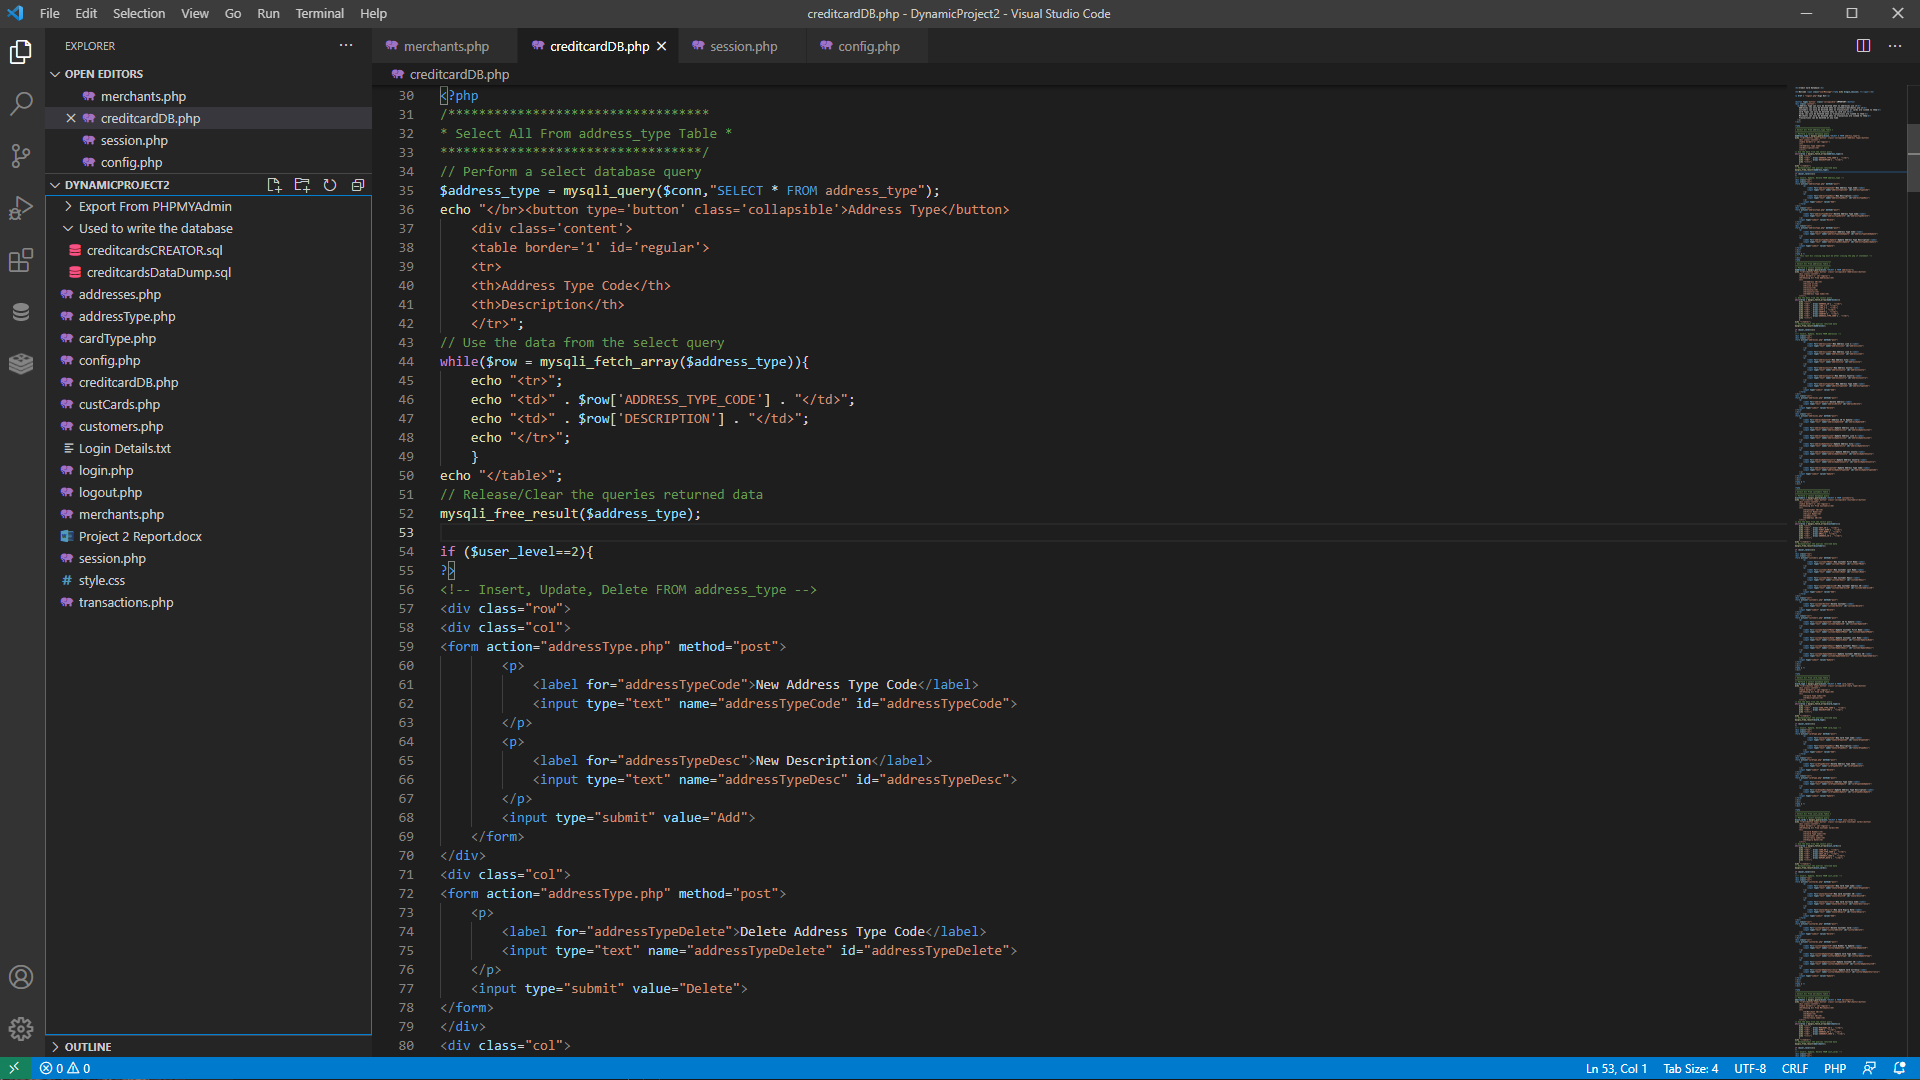 File Edit Selection View Go Run Terminal Help
creditcardDB.php - DynamicProject2 - Visual Studio Code
EXPLORER
OPEN EDITORS
merchants.php
creditcardDB.php
session.php
config.php
DYNAMICPROJECT2
Export From PHPMYAdmin
Used to write the database
creditcardsCREATOR.sql
creditcardsDataDump.sql
addresses.php
addressType.php
cardType.php
config.php
creditcardDB.php
custCards.php
customers.php
Login Details.txt
login.php
logout.php
merchants.php
Project 2 Report.docx
session.php
# style.css
transactions.php
OUTLINE
merchants.php creditcardDB.php session.php config.php
creditcardDB.php
30 <?php
31 /**********************************
32 * Select All From address_type Table *
33 **********************************/
34 // Perform a select database query
35 $address_type = mysqli_query($conn,"SELECT * FROM address_type");
36 echo "</br><button type='button' class='collapsible'>Address Type</button>
37 <div class='content'>
38 <table border='1' id='regular'>
39 <tr>
40 <th>Address Type Code</th>
41 <th>Description</th>
42 </tr>";
43 // Use the data from the select query
44 while($row = mysqli_fetch_array($address_type)){
45 echo "<tr>";
46 echo "<td>" . $row['ADDRESS_TYPE_CODE'] . "</td>";
47 echo "<td>" . $row['DESCRIPTION'] . "</td>";
48 echo "</tr>";
49 }
50 echo "</table>";
51 // Release/Clear the queries returned data
52 mysqli_free_result($address_type);
53
54 if ($user_level==2){
55 ?>
56 <!-- Insert, Update, Delete FROM address_type -->
57 <div class="row">
58 <div class="col">
59 <form action="addressType.php" method="post">
60 <p>
61 <label for="addressTypeCode">New Address Type Code</label>
62 <input type="text" name="addressTypeCode" id="addressTypeCode">
63 </p>
64 <p>
65 <label for="addressTypeDesc">New Description</label>
66 <input type="text" name="addressTypeDesc" id="addressTypeDesc">
67 </p>
68 <input type="submit" value="Add">
69 </form>
70 </div>
71 <div class="col">
72 <form action="addressType.php" method="post">
73 <p>
74 <label for="addressTypeDelete">Delete Address Type Code</label>
75 <input type="text" name="addressTypeDelete" id="addressTypeDelete">
76 </p>
77 <input type="submit" value="Delete">
78 </form>
79 </div>
80 <div class="col">
0 0
Ln 53, Col 1 Tab Size: 4 UTF-8 CRLF PHP